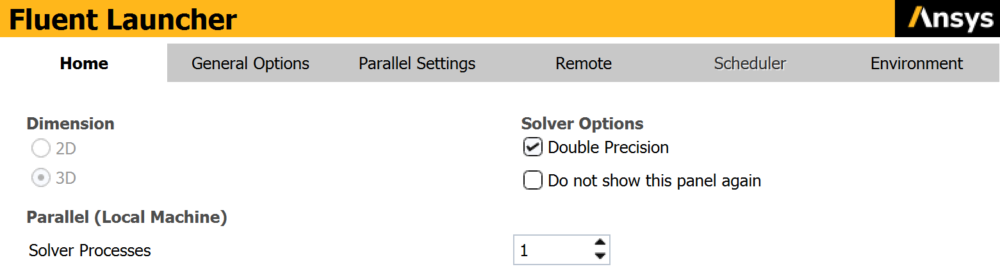 Fluent Launcher
Ansys
Home General Options Parallel Settings Remote Scheduler Environment
Dimension
2D
3D
Solver Options
Double Precision
Do not show this panel again
Parallel (Local Machine)
Solver Processes 1